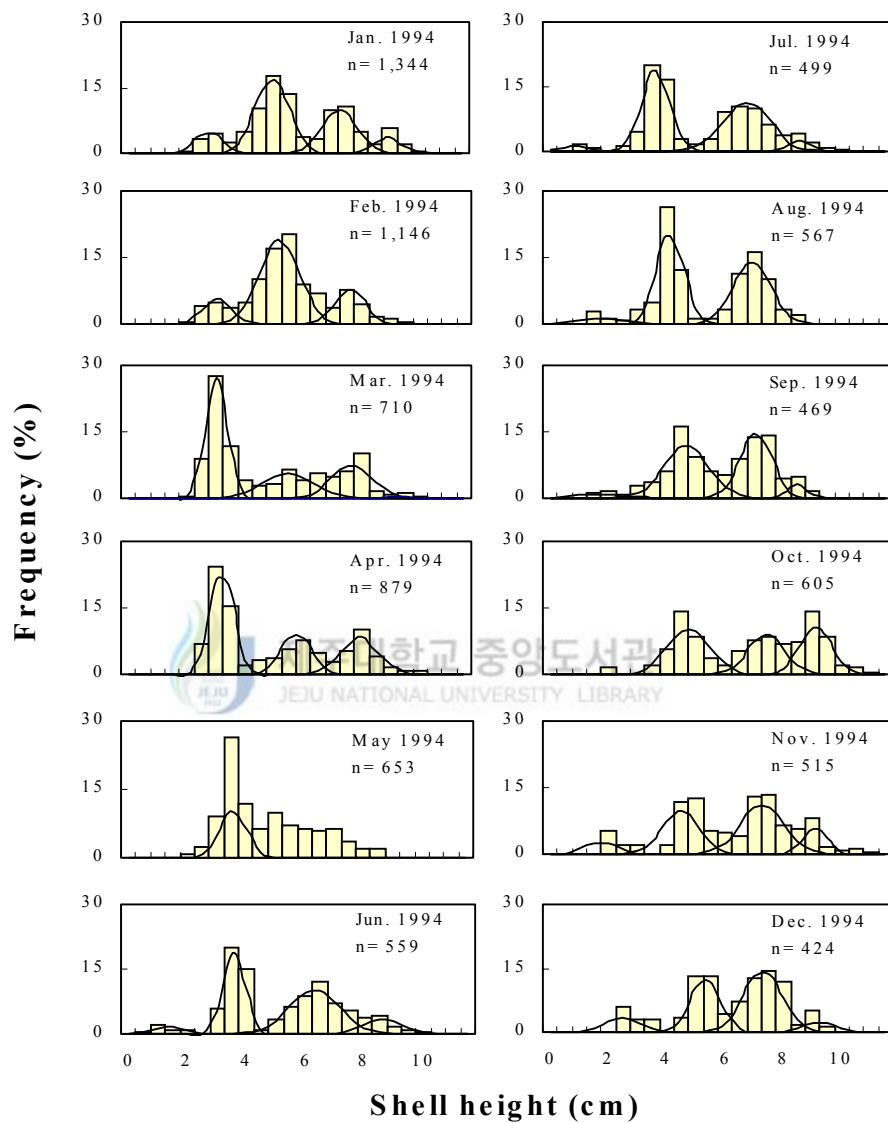 Frequency (%)
30
15
0
Jan. 1994
n= 1,344
30
15
0
Jul. 1994
n= 499
30
15
0
Feb. 1994
n= 1,146
30
15
0
Aug. 1994
n= 567
30
15
0
Mar. 1994
n= 710
30
15
0
Sep. 1994
n= 469
30
15
0
Apr. 1994
n= 879
30
15
0
Oct. 1994
n= 605
제주대학교 중앙도서관
JEJU NATIONAL UNIVERSITY LIBRARY
JEJU
1952
30
15
0
May 1994
n= 653
30
15
0
Nov. 1994
n= 515
30
15
0
Jun. 1994
n= 559
30
15
0
Dec. 1994
n= 424
0 2 4 6 8 10
0 2 4 6 8 10
Shell height (cm)